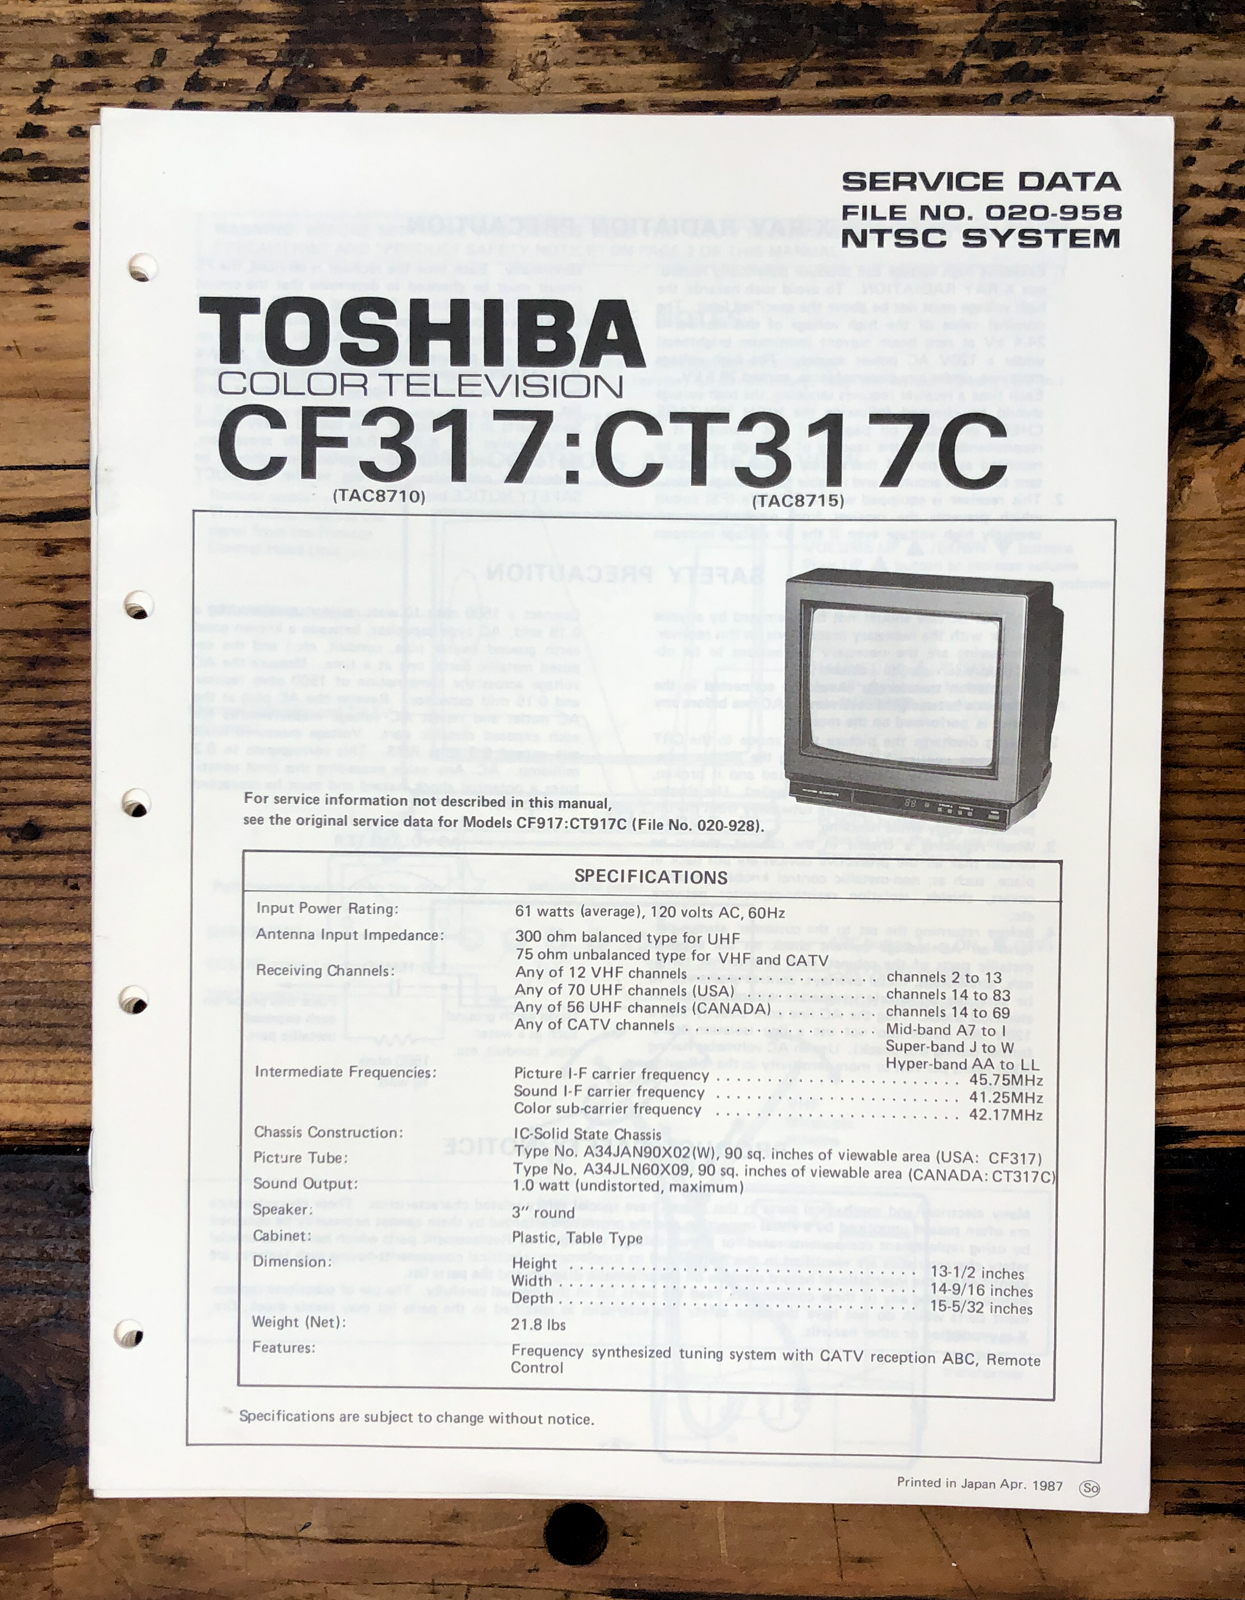 SERVICE DATA
FILE NO. 020-958
NTSC SYSTEM
TOSHIBA
COLOR TELEVISION
CF317:CT317C
(TAC8710) (TAC8715)
For service information not described in this manual,
see the original service data for Models CF917:CT917C (File No. 020-928).
SPECIFICATIONS
Input Power Rating: 61 watts (average), 120 volts AC, 60Hz
Antenna Input Impedance: 300 ohm balanced type for UHF
75 ohm unbalanced type for VHF and CATV
Receiving Channels: Any of 12 VHF channels . . . . . . . . . . . . . . . . . . channels 2 to 13
Any of 70 UHF channels (USA) . . . . . . . . . . . . . channels 14 to 83
Any of 56 UHF channels (CANADA) . . . . . . . . . . channels 14 to 69
Any of CATV channels . . . . . . . . . . . . . . . . . . . Mid-band A7 to I
Super-band J to W
Hyper-band AA to LL
Intermediate Frequencies: Picture I-F carrier frequency . . . . . . . . . . . . . . . . . . . . . . . . 45.75MHz
Sound I-F carrier frequency . . . . . . . . . . . . . . . . . . . . . . . . 41.25MHz
Color sub-carrier frequency . . . . . . . . . . . . . . . . . . . . . . . . 42.17MHz
Chassis Construction: IC-Solid State Chassis
Picture Tube: Type No. A34JAN90X02(W), 90 sq. inches of viewable area (USA: CF317)
Type No. A34JLN60X09, 90 sq. inches of viewable area (CANADA: CT317C)
Sound Output: 1.0 watt (undistorted, maximum)
Speaker: 3" round
Cabinet: Plastic, Table Type
Dimension: Height . . . . . . . . . . . . . . . . . . . . . . . . . . . . . . . . . . 13-1/2 inches
Width . . . . . . . . . . . . . . . . . . . . . . . . . . . . . . . . . . . 14-9/16 inches
Depth . . . . . . . . . . . . . . . . . . . . . . . . . . . . . . . . . . . 15-5/32 inches
Weight (Net): 21.8 lbs
Features: Frequency synthesized tuning system with CATV reception ABC, Remote
Control
Specifications are subject to change without notice.
Printed in Japan Apr. 1987 So